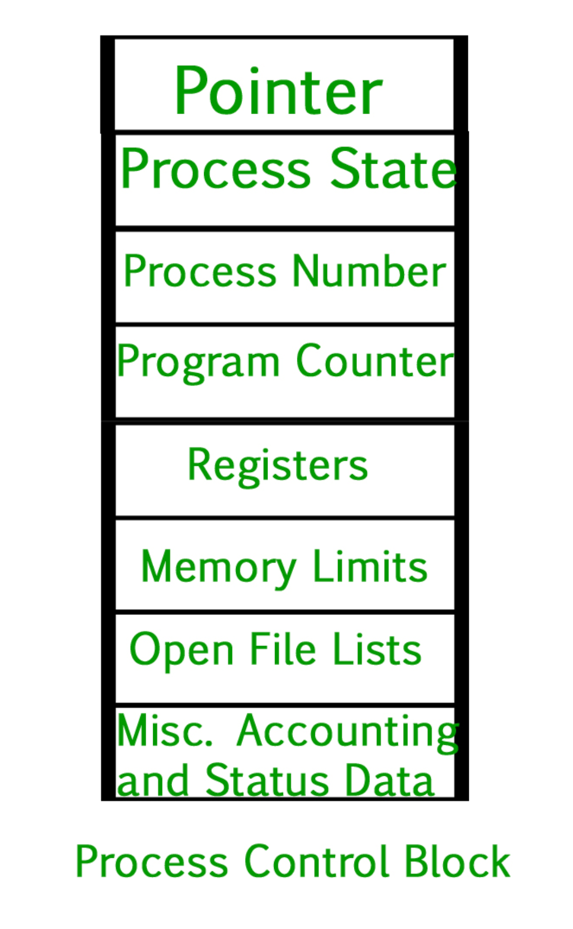 Pointer
Process State
Process Number
Program Counter
Registers
Memory Limits
Open File Lists
Misc. Accounting
and Status Data
Process Control Block